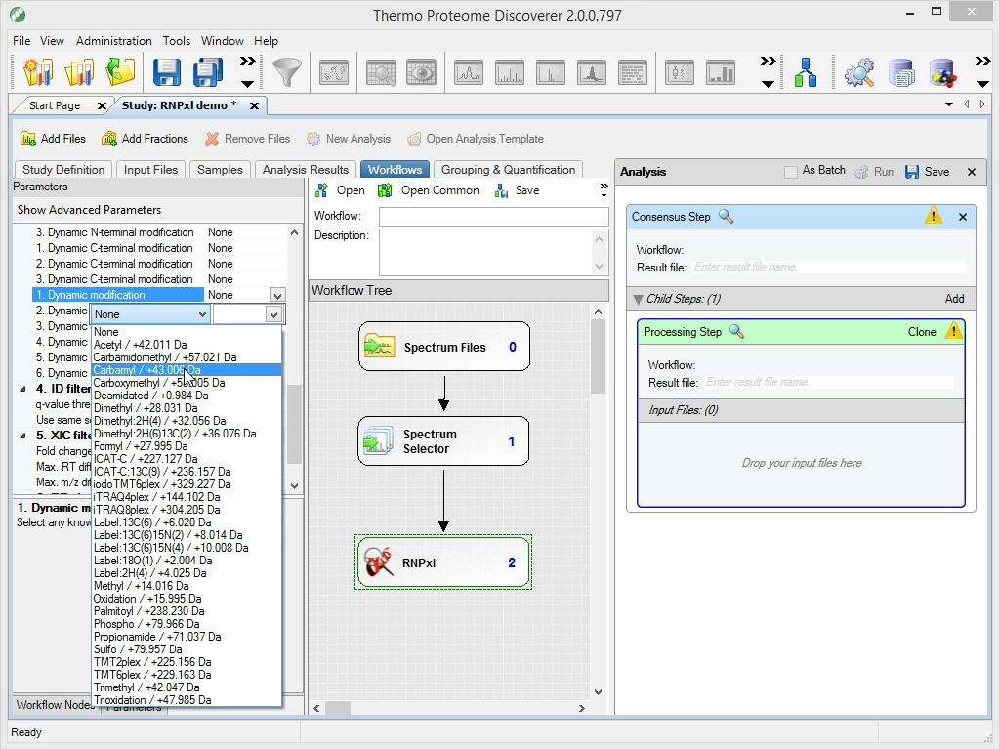 Thermo Proteome Discoverer 2.0.0.797
File View Administration Tools Window Help
Start Page
Study: RNPxl demo *
Add Files Add Fractions Remove Files New Analysis Open Analysis Template
Study Definition Input Files Samples Analysis Results Workflows Grouping & Quantification
Parameters
Show Advanced Parameters
3. Dynamic N-terminal modification None
1. Dynamic C-terminal modification None
2. Dynamic C-terminal modification None
3. Dynamic C-terminal modification None
1. Dynamic modification None
2. Dynamic
3. Dynamic
4. Dynamic
5. Dynamic
6. Dynamic
4. ID filter
q-value thre
Use same s
5. XIC filte
Fold change
Max. RT dif
Max. m/z di
1. Dynamic m
Select any know
None
None
Acetyl / +42.011 Da
Carbamidomethyl / +57.021 Da
Carbamyl / +43.006 Da
Carboxymethyl / +58.005 Da
Deamidated / +0.984 Da
Dimethyl / +28.031 Da
Dimethyl:2H(4) / +32.056 Da
Dimethyl:2H(6)13C(2) / +36.076 Da
Formyl / +27.995 Da
ICAT-C / +227.127 Da
ICAT-C:13C(9) / +236.157 Da
iodoTMT6plex / +329.227 Da
iTRAQ4plex / +144.102 Da
iTRAQ8plex / +304.205 Da
Label:13C(6) / +6.020 Da
Label:13C(6)15N(2) / +8.014 Da
Label:13C(6)15N(4) / +10.008 Da
Label:18O(1) / +2.004 Da
Label:2H(4) / +4.025 Da
Methyl / +14.016 Da
Oxidation / +15.995 Da
Palmitoyl / +238.230 Da
Phospho / +79.966 Da
Propionamide / +71.037 Da
Sulfo / +79.957 Da
TMT2plex / +225.156 Da
TMT6plex / +229.163 Da
Trimethyl / +42.047 Da
Trioxidation / +47.985 Da
Workflow Nodes Parameters
Open Open Common Save
Workflow:
Description:
Workflow Tree
Spectrum Files 0
Spectrum
Selector 1
RNPxl 2
Analysis As Batch Run Save
Consensus Step
Workflow:
Result file: Enter result file name.
Child Steps: (1) Add
Processing Step Clone
Workflow:
Result file: Enter result file name.
Input Files: (0)
Drop your input files here
Ready